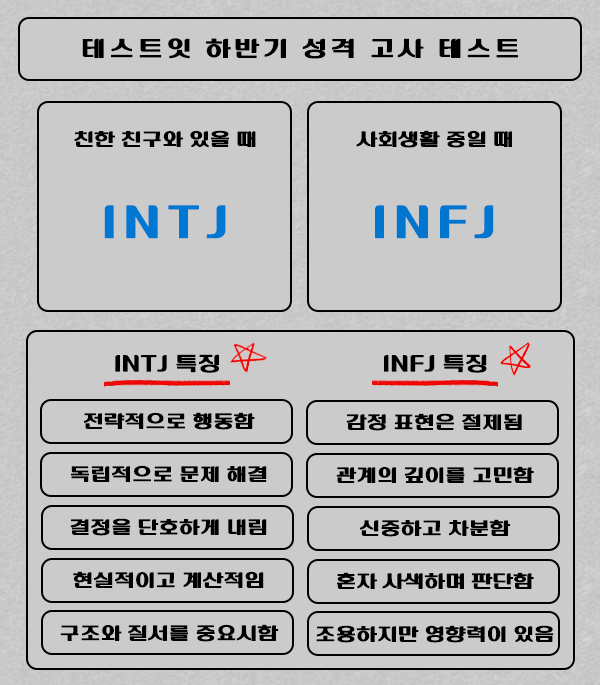 테스트잇 하반기 성격 고사 테스트
친한 친구와 있을 때
INTJ
사회생활 중일 때
INFJ
INTJ 특징
전략적으로 행동함
독립적으로 문제 해결
결정을 단호하게 내림
현실적이고 계산적임
구조와 질서를 중요시함
INFJ 특징
감정 표현은 절제됨
관계의 깊이를 고민함
신중하고 차분함
혼자 사색하며 판단함
조용하지만 영향력이 있음